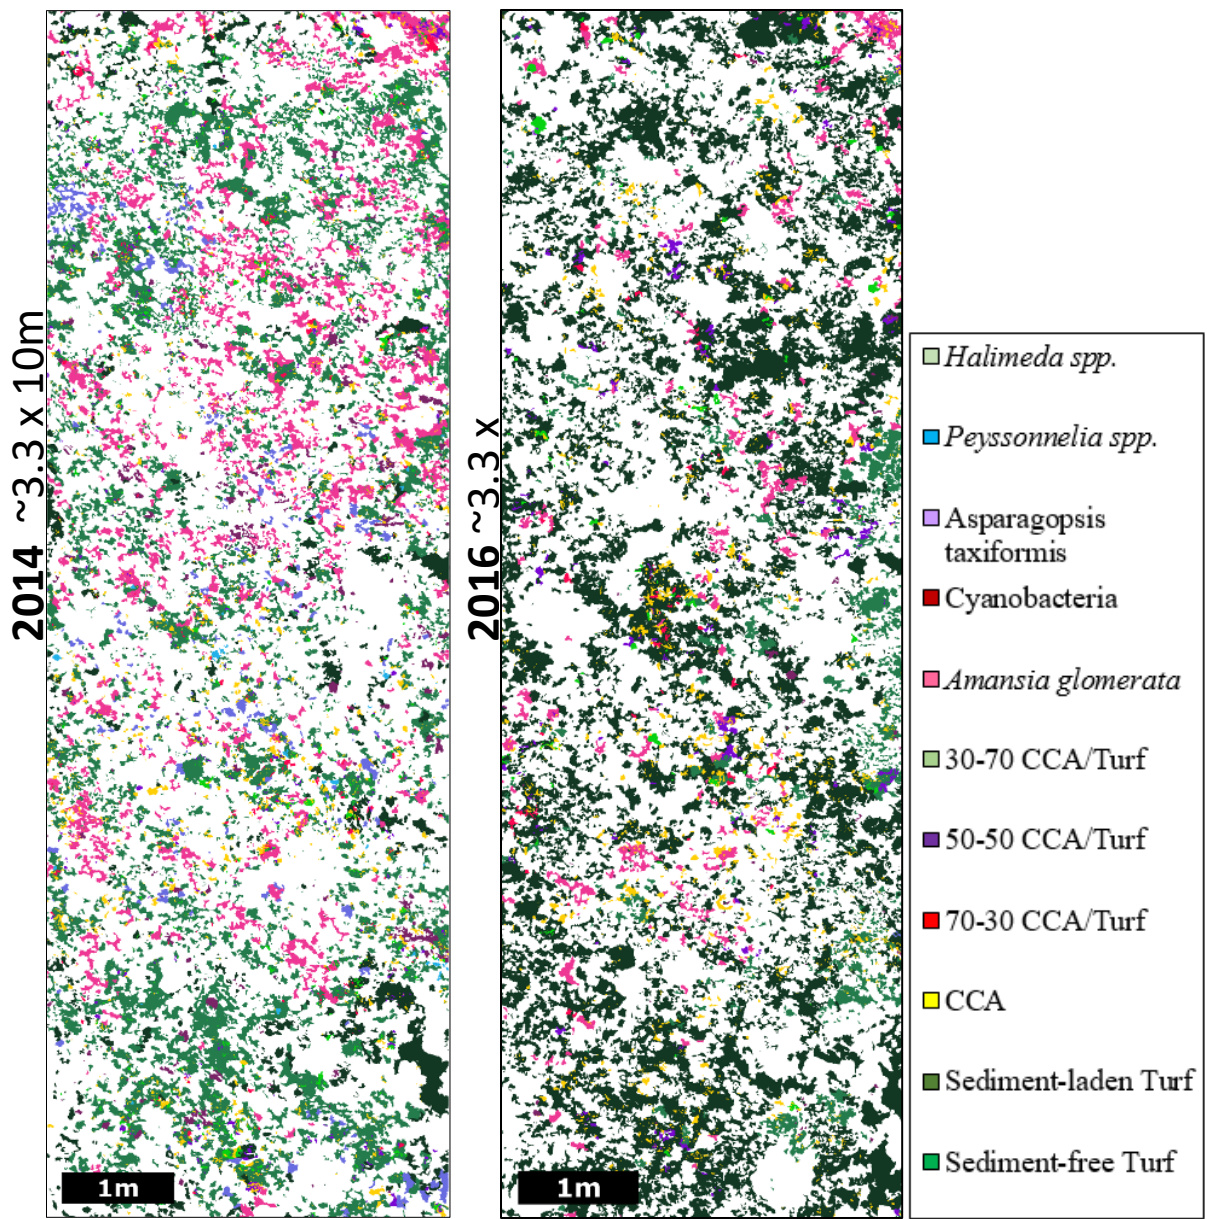 2014 ~3.3 x 10m
1m
2016 ~3.3 x
1m
Halimeda spp.
Peyssonnelia spp.
Asparagopsis
taxiformis
Cyanobacteria
Amansia glomerata
30-70 CCA/Turf
50-50 CCA/Turf
70-30 CCA/Turf
CCA
Sediment-laden Turf
Sediment-free Turf